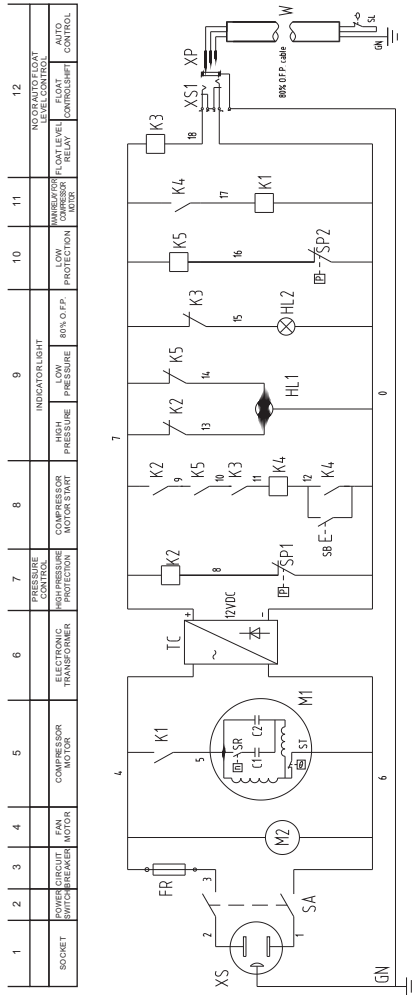 1
2
3
4
5
6
7
8
9
10
11
12
SOCKET
POWER SWITCH
CIRCUIT BREAKER
FAN MOTOR
COMPRESSOR MOTOR
ELECTRONIC TRANSFORMER
PRESSURE CONTROL
HIGH PRESSURE PROTECTION
COMPRESSOR MOTOR START
INDICATOR LIGHT
HIGH PRESSURE
LOW PRESSURE
80% O.F.P.
LOW PROTECTION
MAIN RELAY FOR COMPRESSOR MOTOR
NO OR AUTO FLOAT LEVEL CONTROL
FLOAT LEVEL RELAY
FLOAT CONTROLSHIFT
AUTO CONTROL
XS
2
1
SA
3
FR
M2
4
6
K1
5
n
SR
C1
C2
ST
M1
TC
~
+
12VDC
-
K2
8
P
SP1
7
0
K2
9
K5
10
K3
11
K4
12
SB
K4
K2
13
K5
14
HL1
K3
15
HL2
K5
16
P
SP2
K4
17
K1
K3
18
XS1
XP
W
80% O.F.P. cable
SL
GN
GN